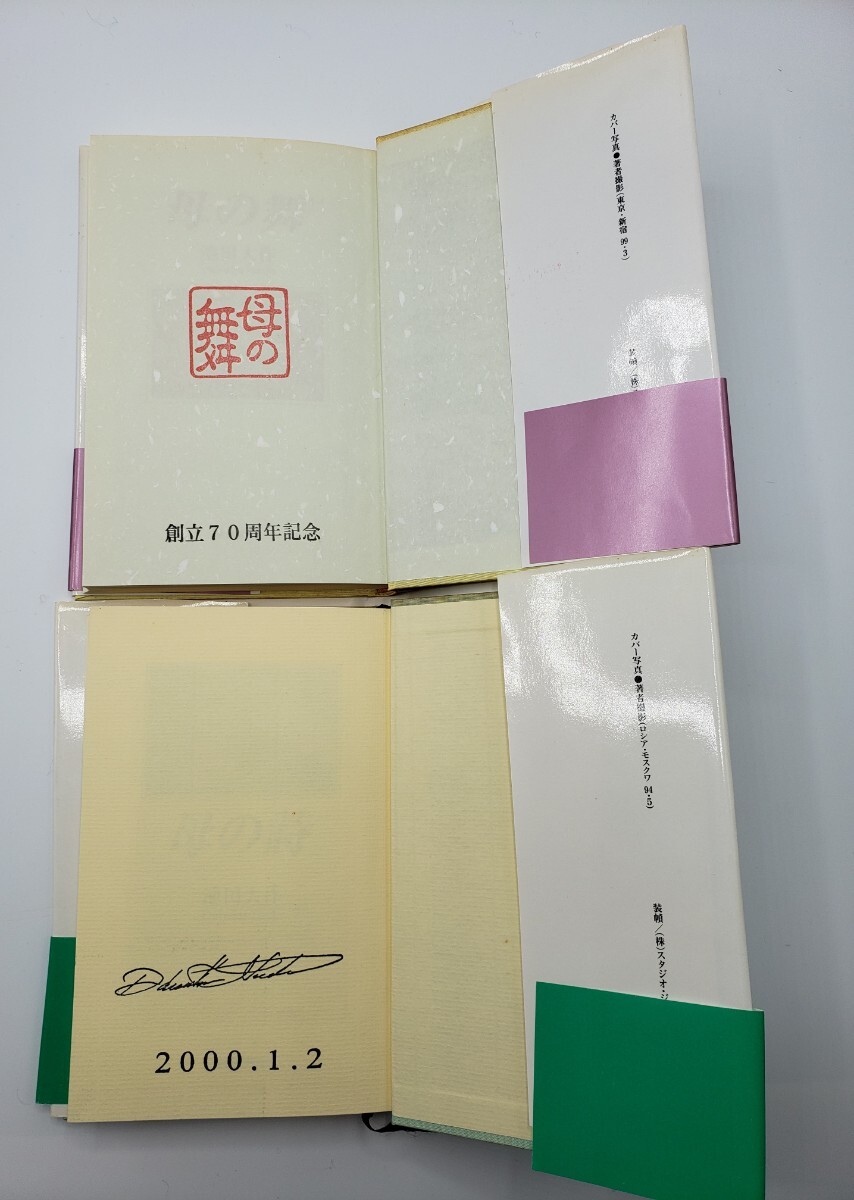 母の
舞
創立70周年記念
カバー写真●著者撮影(東京・新宿 99・3)
2000.1.2
カバー写真●著者撮影(ロシア・モスクワ 94・5)
装幀/(株)スタジオ・ジ